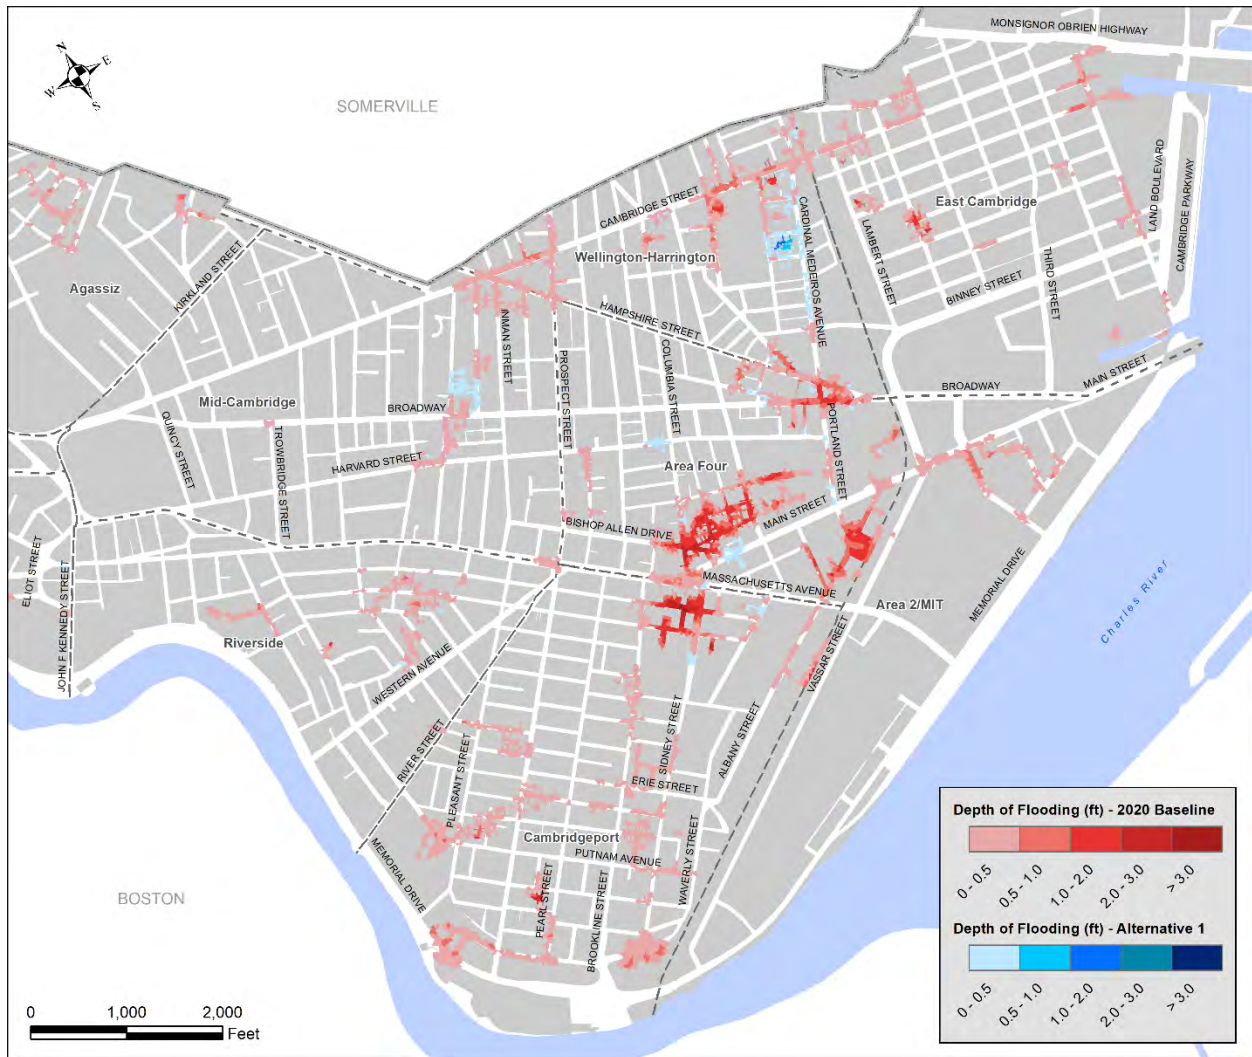 MONSIGNOR OBRIEN HIGHWAY
N
E
W
S
SOMERVILLE
LAND BOULEVARD
CAMBRIDGE PARKWAY
CAMBRIDGE STREET
CARDINAL MEDEIROS AVENUE
East Cambridge
LAMBERT STREET
KIRKLAND STREET
Wellington-Harrington
THIRD STREET
Agassiz
BINNEY STREET
HAMPSHIRE STREET
INMAN STREET
PROSPECT STREET
COLUMBIA STREET
MAIN STREET
BROADWAY
Mid-Cambridge
BROADWAY
QUINCY STREET
TROWBRIDGE STREET
PORTLAND STREET
HARVARD STREET
Area Four
BISHOP ALLEN DRIVE
MAIN STREET
ELIOT STREET
JOHN F KENNEDY STREET
MASSACHUSETTS AVENUE
MEMORIAL DRIVE
Area 2/MIT
Charles River
Riverside
WESTERN AVENUE
VASSAR STREET
RIVER STREET
PLEASANT STREET
SIDNEY STREET
ALBANY STREET
ERIE STREET
Cambridgeport
PUTNAM AVENUE
MEMORIAL DRIVE
WAVERLY STREET
PEARL STREET
BROOKLINE STREET
BOSTON
Depth of Flooding (ft) - 2020 Baseline
0 - 0.5
0.5 - 1.0
1.0 - 2.0
2.0 - 3.0
> 3.0
Depth of Flooding (ft) - Alternative 1
0 - 0.5
0.5 - 1.0
1.0 - 2.0
2.0 - 3.0
> 3.0
0 1,000 2,000
Feet